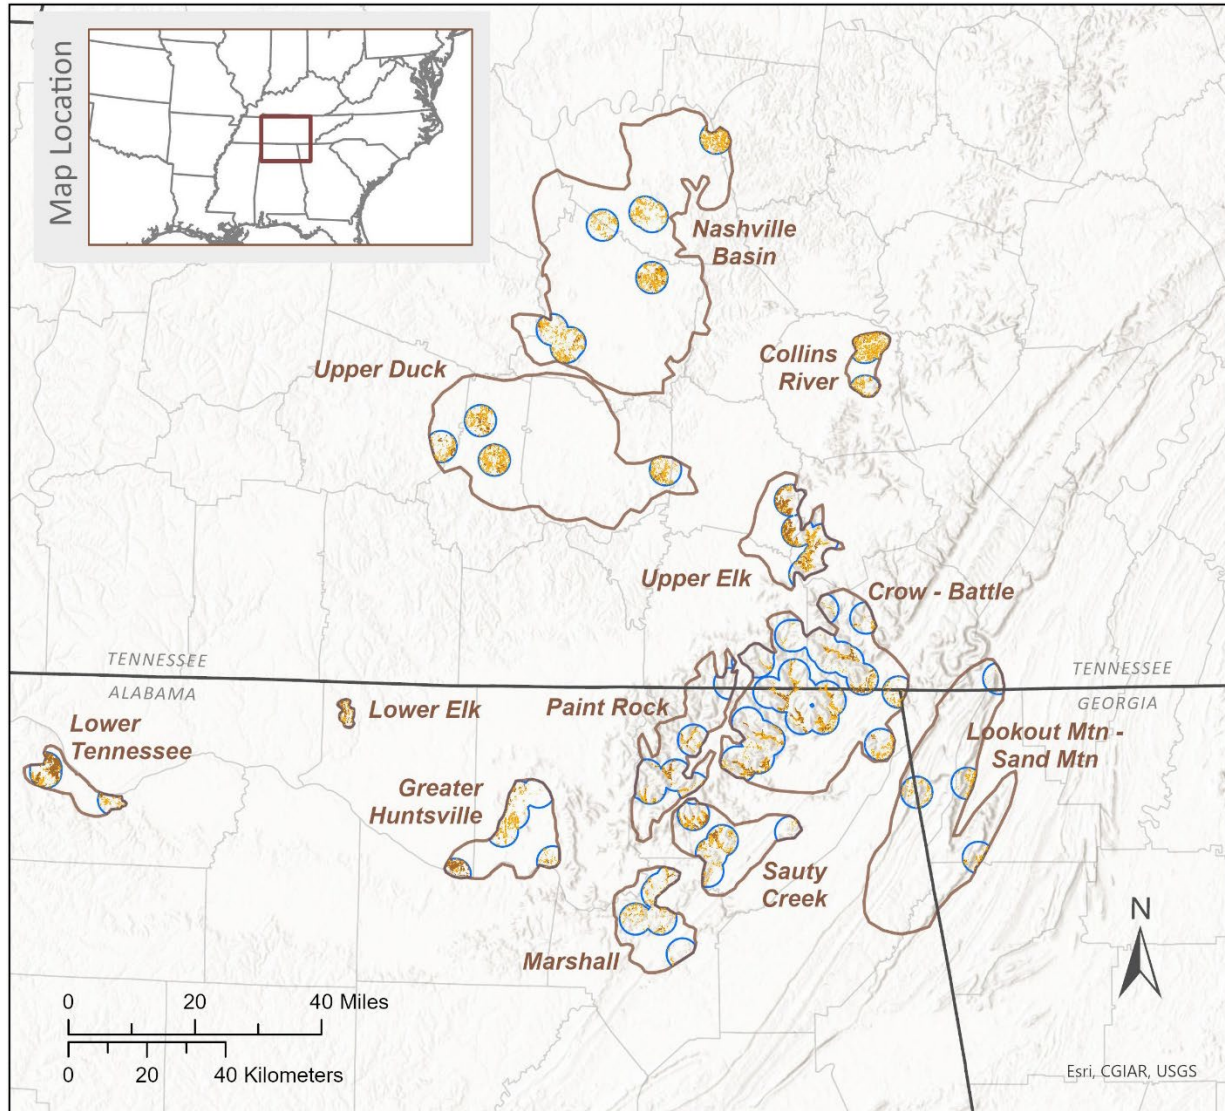 Map Location
Nashville
Basin
Collins
River
Upper Duck
Upper Elk
Crow - Battle
TENNESSEE
ALABAMA
TENNESSEE
GEORGIA
Lower Elk
Paint Rock
Lower
Tennessee
Lookout Mtn -
Sand Mtn
Greater
Huntsville
Sauty
Creek
Marshall
N
0 20 40 Miles
0 20 40 Kilometers
Esri, CGIAR, USGS